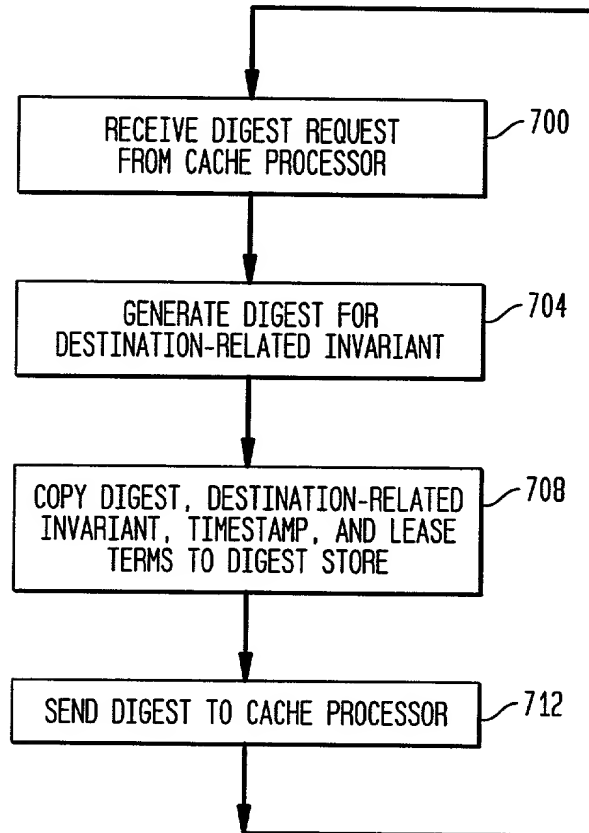 RECEIVE DIGEST REQUEST
FROM CACHE PROCESSOR
700
GENERATE DIGEST FOR
DESTINATION-RELATED INVARIANT
704
COPY DIGEST, DESTINATION-RELATED
INVARIANT, TIMESTAMP, AND LEASE
TERMS TO DIGEST STORE
708
SEND DIGEST TO CACHE PROCESSOR
712